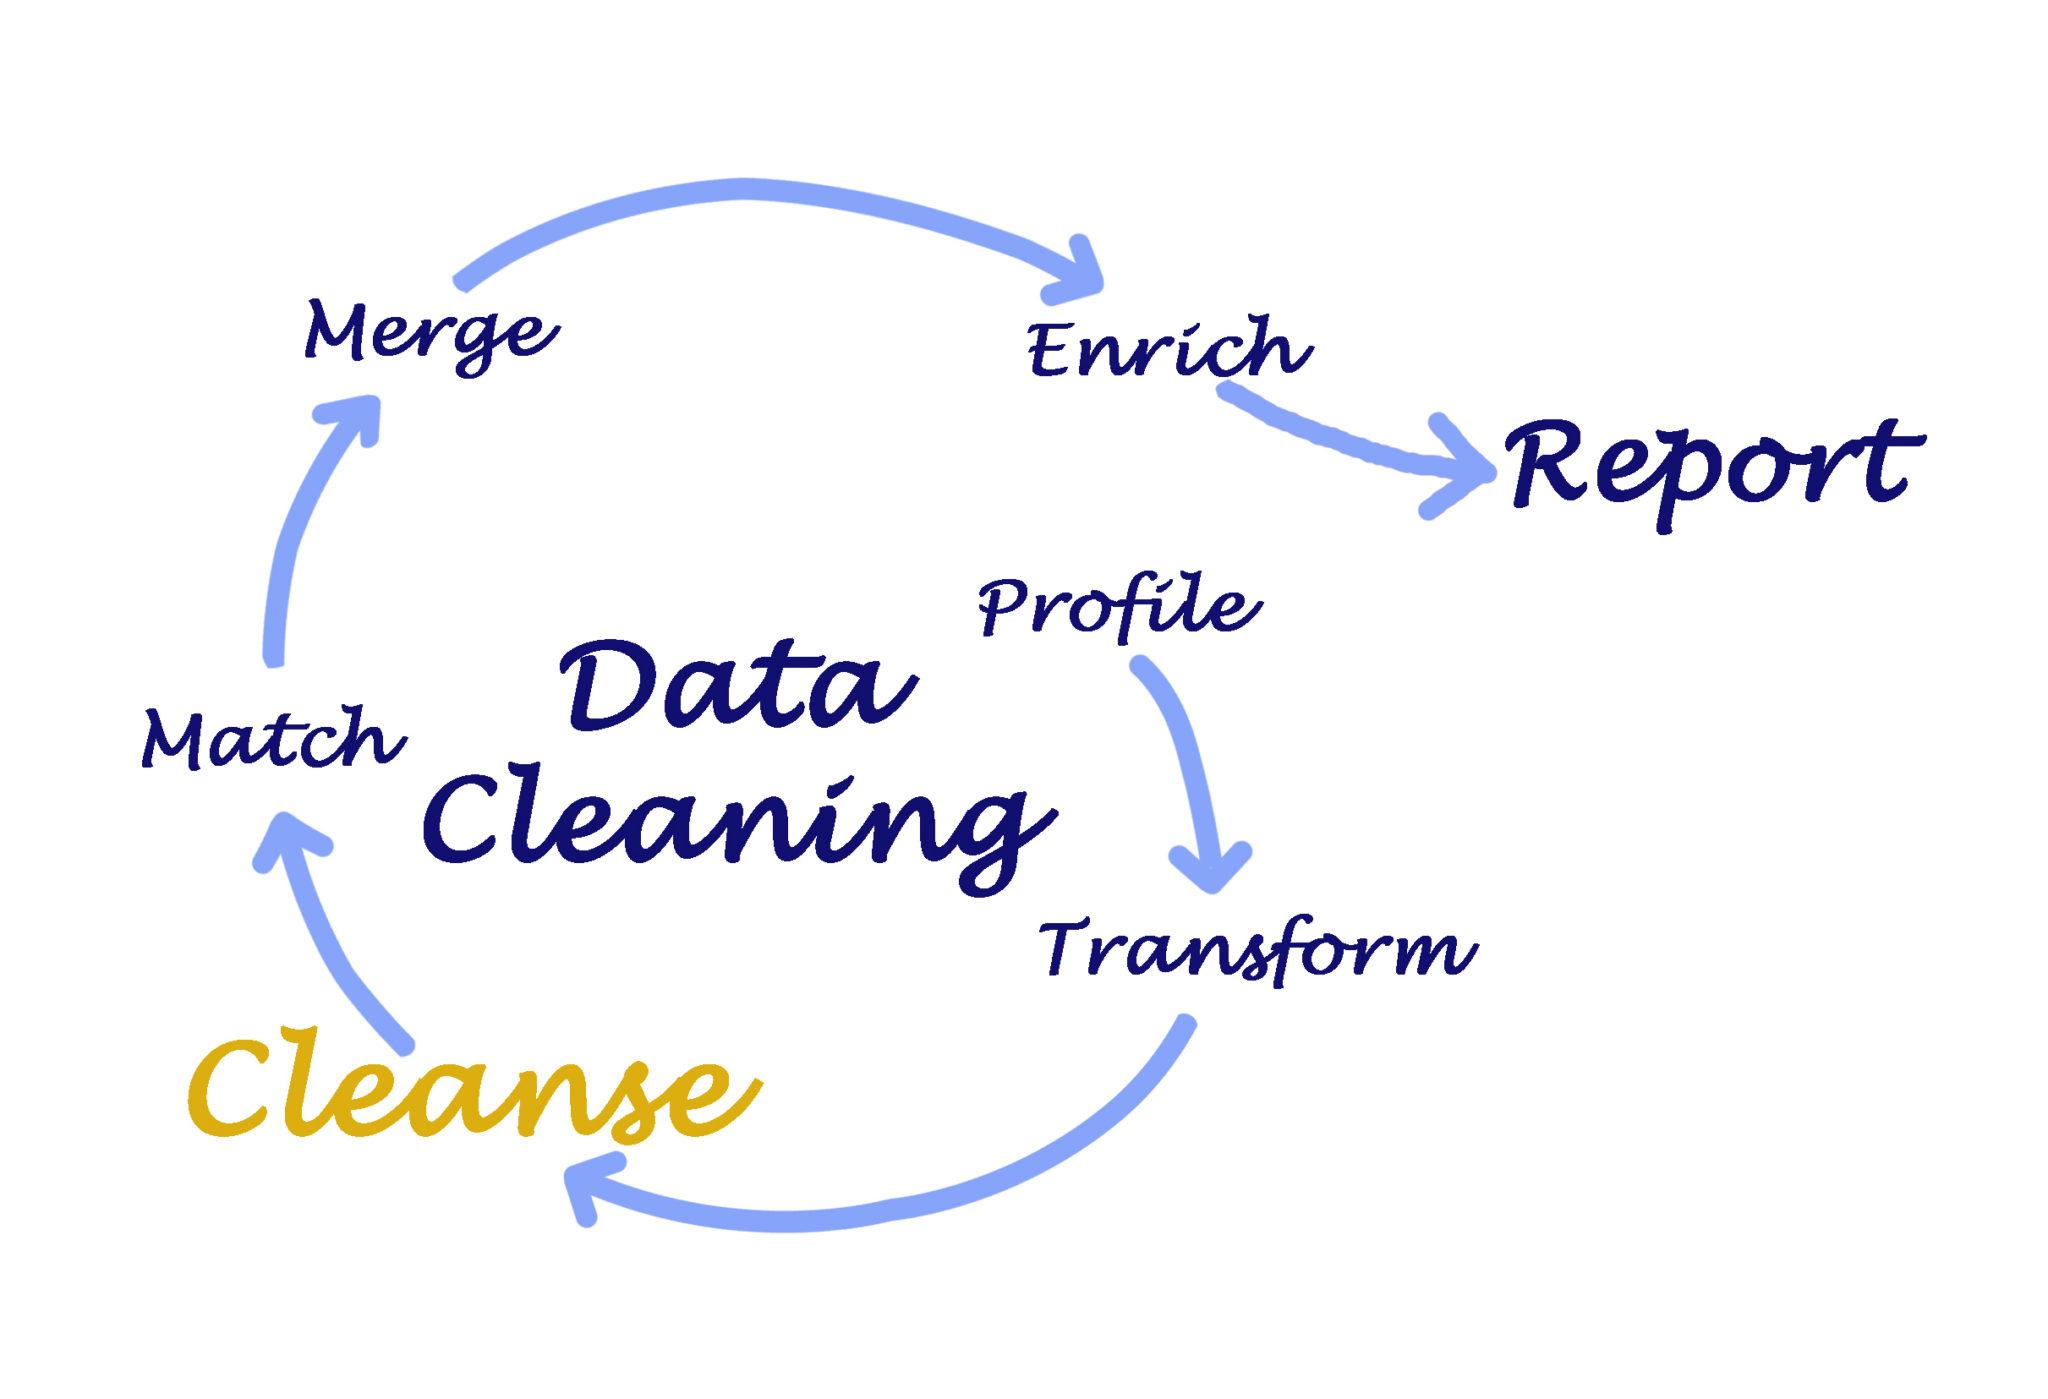 Merge
Enrich
Report
Profile
Data
Cleaning
Match
Transform
Cleanse